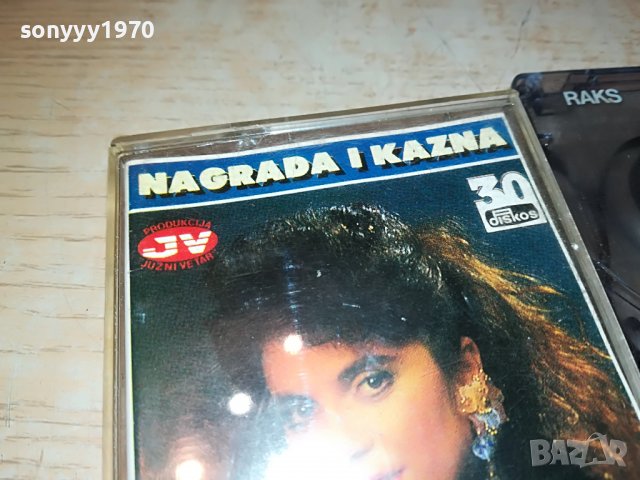 sonyyy1970
RAKS
NAGRADA I KAZNA
30
diskos
PRODUKCIJA
JV
JUŽNI VETAR
BAZAR